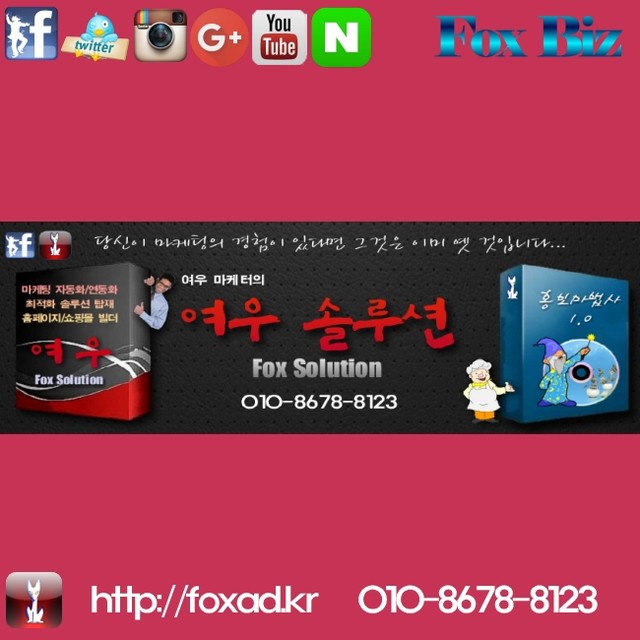 f
twitter
G+
You
Tube
N
Fox Biz
f
당신이 마케팅의 경험이 있다면 그것은 이미 옛 것입니다...
마케팅 자동화/연동화
최적화 솔루션 탑재
홈페이지/쇼핑몰 빌더
여우
Fox Solution
여우 마케터의
여우 솔루션
Fox Solution
010-8678-8123
홍보마법사
1.0
http://foxad.kr 010-8678-8123